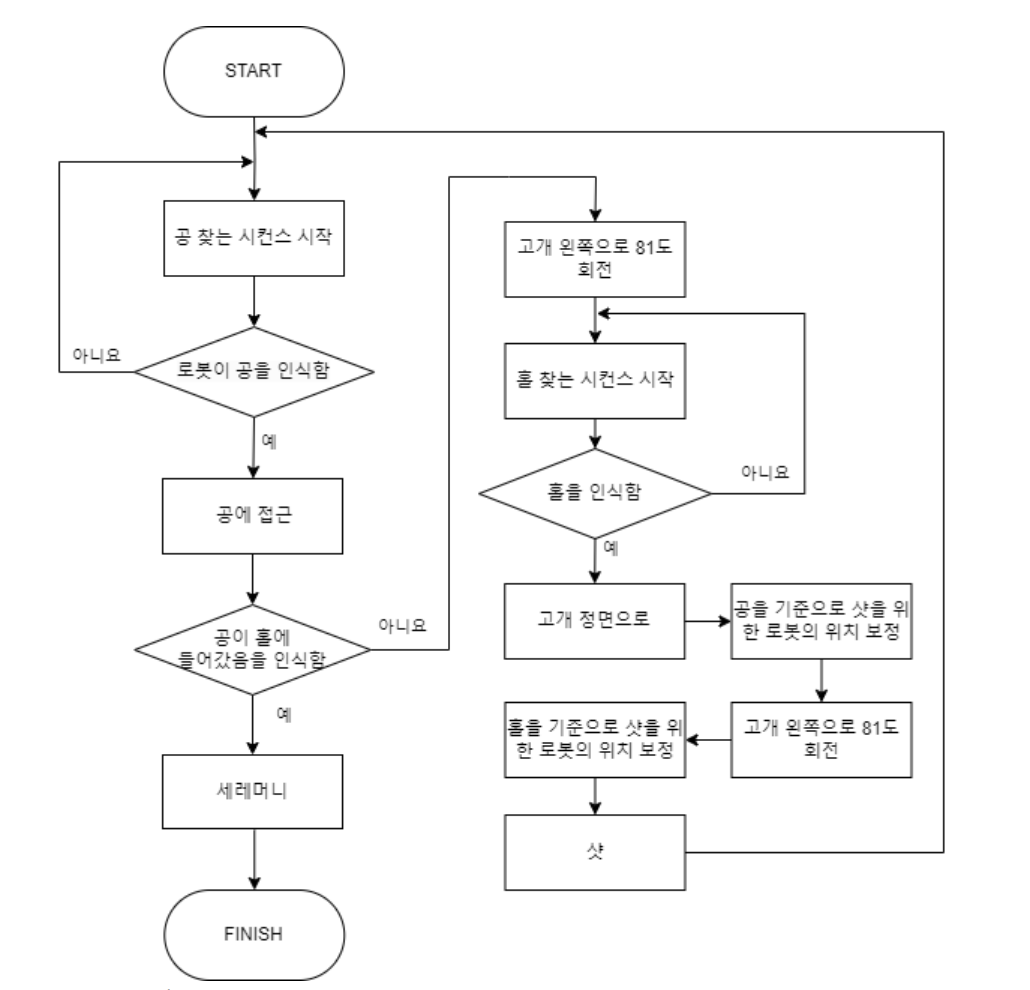 START
공 찾는 시컨스 시작
아니요
로봇이 공을 인식함
예
공에 접근
공이 홀에
들어갔음을 인식함
아니요
예
세레머니
FINISH
고개 왼쪽으로 81도
회전
홀 찾는 시컨스 시작
아니요
홀을 인식함
예
고개 정면으로
공을 기준으로 샷을 위
한 로봇의 위치 보정
고개 왼쪽으로 81도
회전
홀을 기준으로 샷을 위
한 로봇의 위치 보정
샷